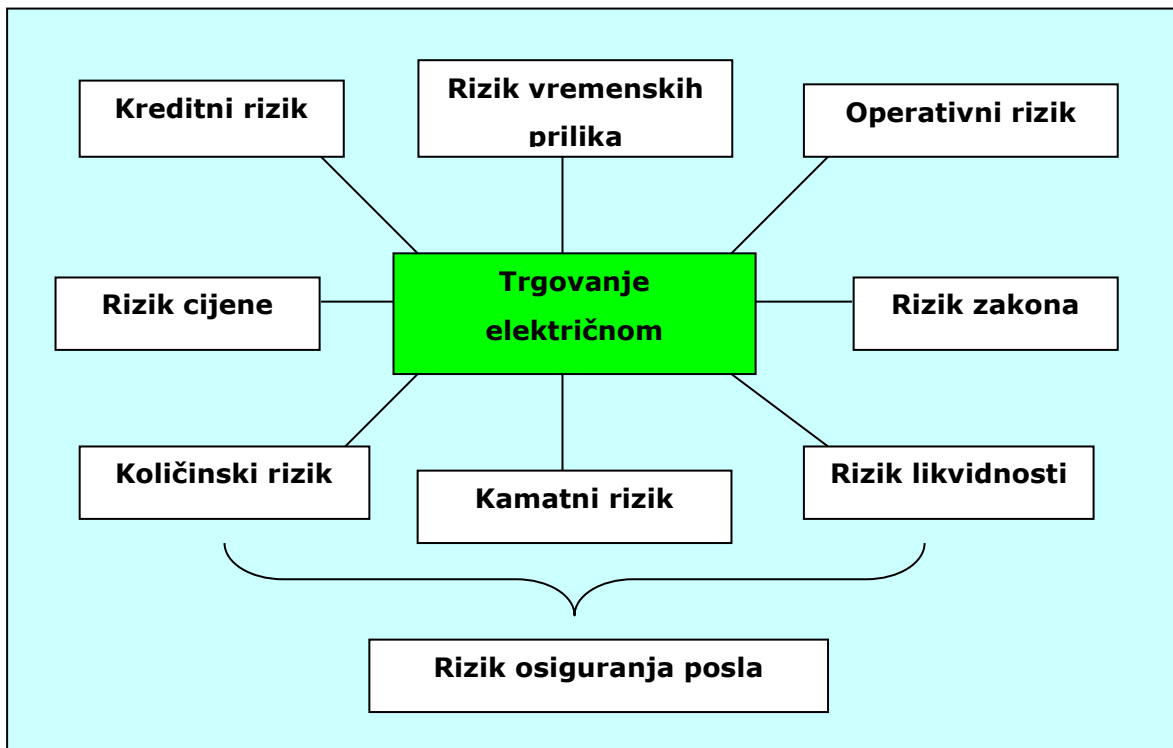 Kreditni rizik
Rizik vremenskih
prilika
Operativni rizik
Rizik cijene
Trgovanje
električnom
Rizik zakona
Količinski rizik
Kamatni rizik
Rizik likvidnosti
Rizik osiguranja posla